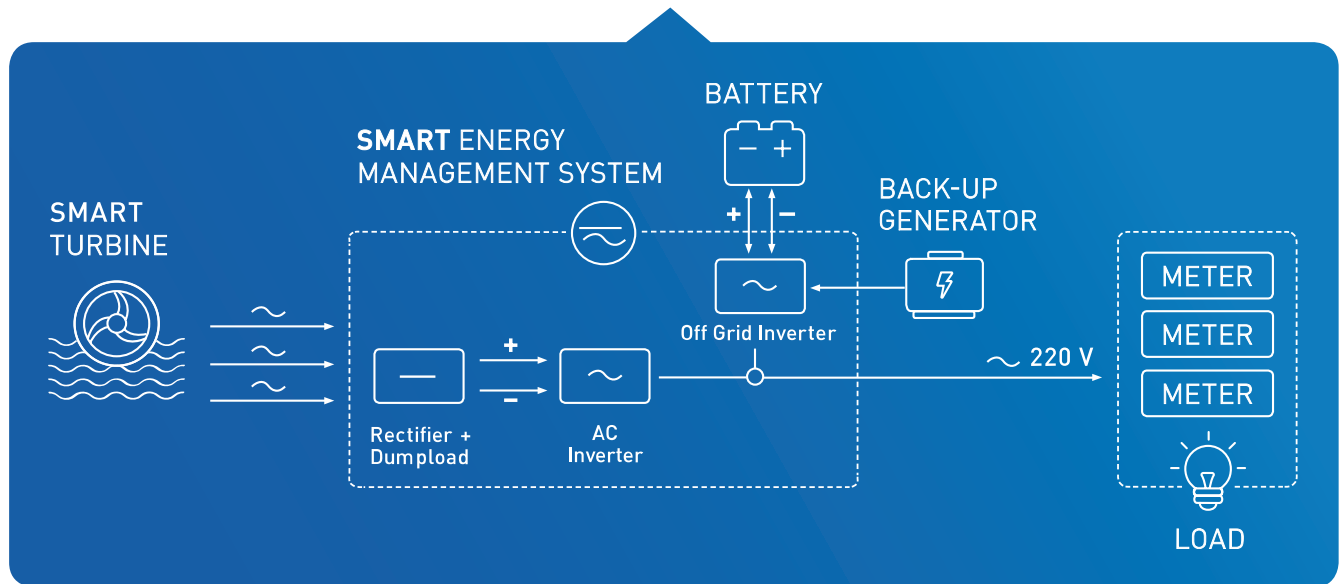 SMART
TURBINE
SMART ENERGY
MANAGEMENT SYSTEM
BATTERY
− +
+ −
BACK-UP
GENERATOR
Off Grid Inverter
+
−
Rectifier +
Dumpload
AC
Inverter
~ 220 V
METER
METER
METER
LOAD